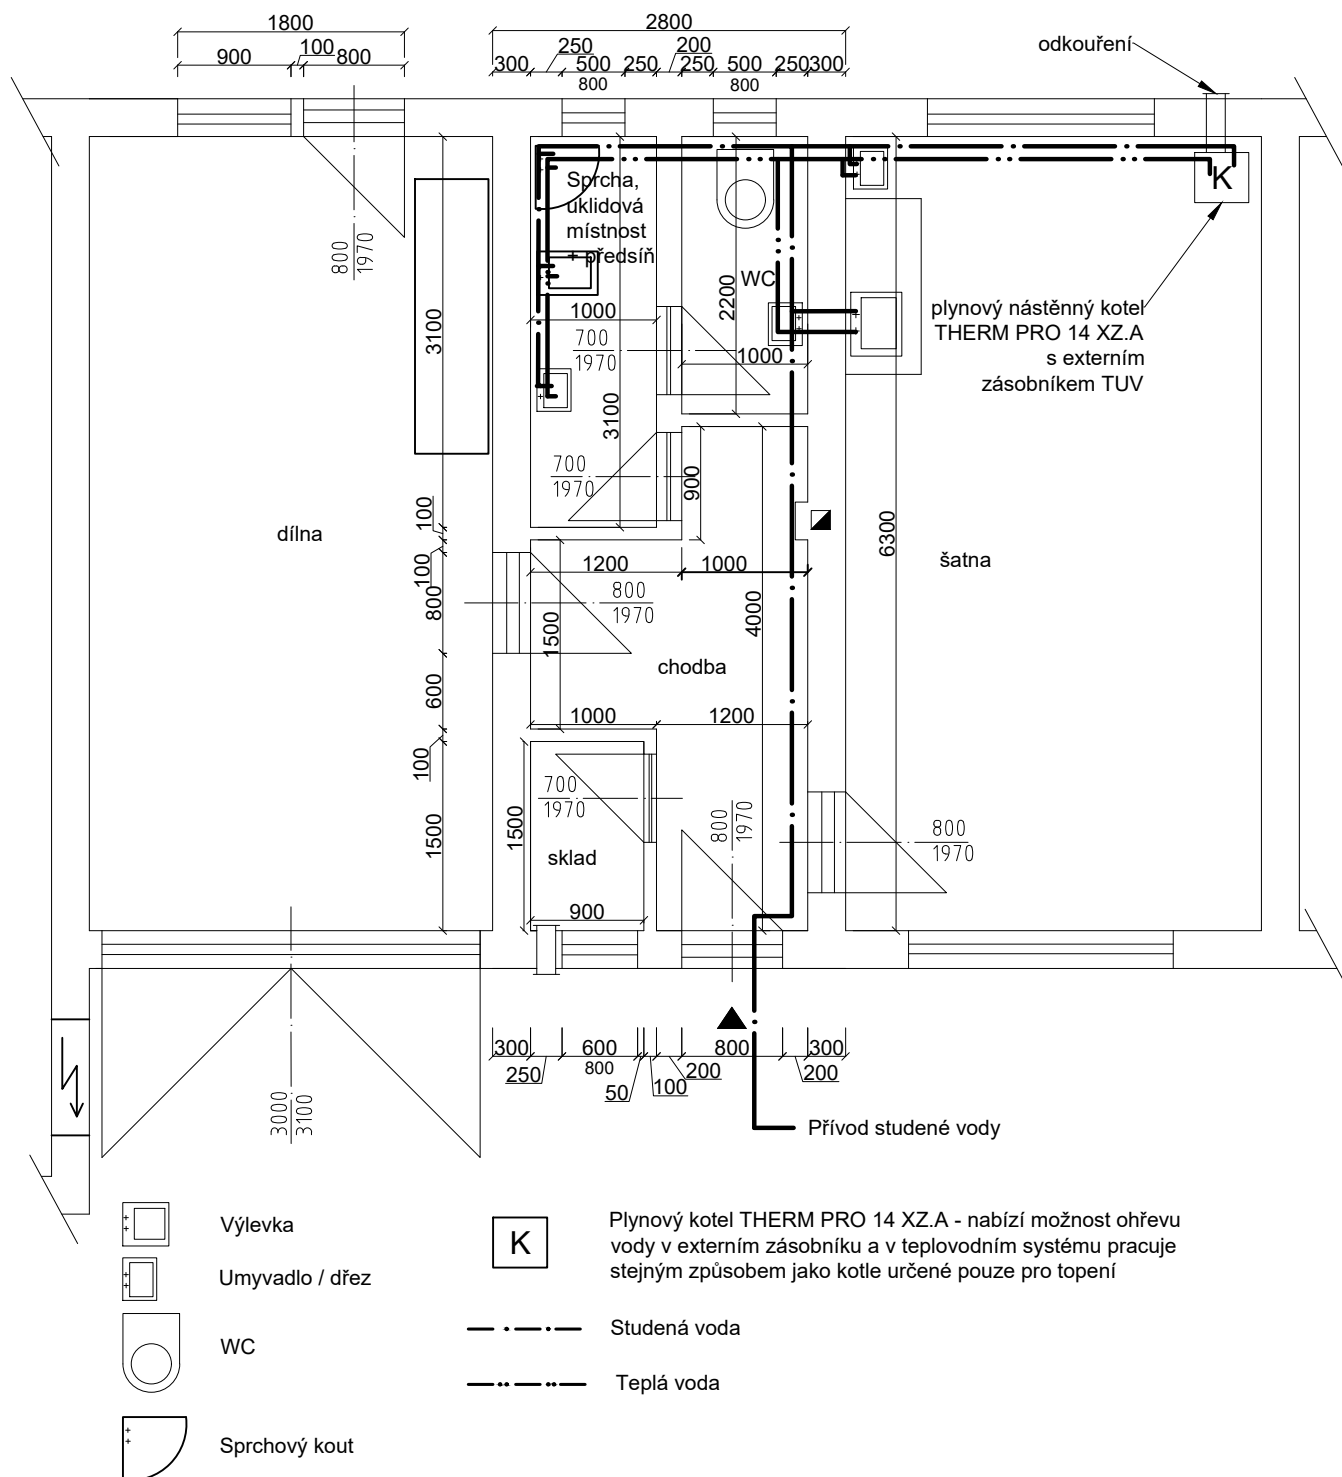 1800
2800
900
100
800
250
200
300
500
250
250
500
250
300
800
800
odkouření
K
Sprcha,
úklidová
místnost
+ předsíň
WC
800
1970
3100
1000
700
1970
2200
1000
3100
plynový nástěnný kotel
THERM PRO 14 XZ.A
s externím
zásobníkem TUV
700
1970
900
100
dílna
6300
šatna
100
1200
1000
800
800
1970
1500
4000
chodba
600
1000
1200
100
700
1970
1500
1500
sklad
800
1970
800
1970
900
300
600
800
300
250
800
50
100
200
200
3000
3100
Přívod studené vody
Výlevka
Umyvadlo / dřez
WC
Sprchový kout
K
Plynový kotel THERM PRO 14 XZ.A - nabízí možnost ohřevu
vody v externím zásobníku a v teplovodním systému pracuje
stejným způsobem jako kotle určené pouze pro topení
Studená voda
Teplá voda